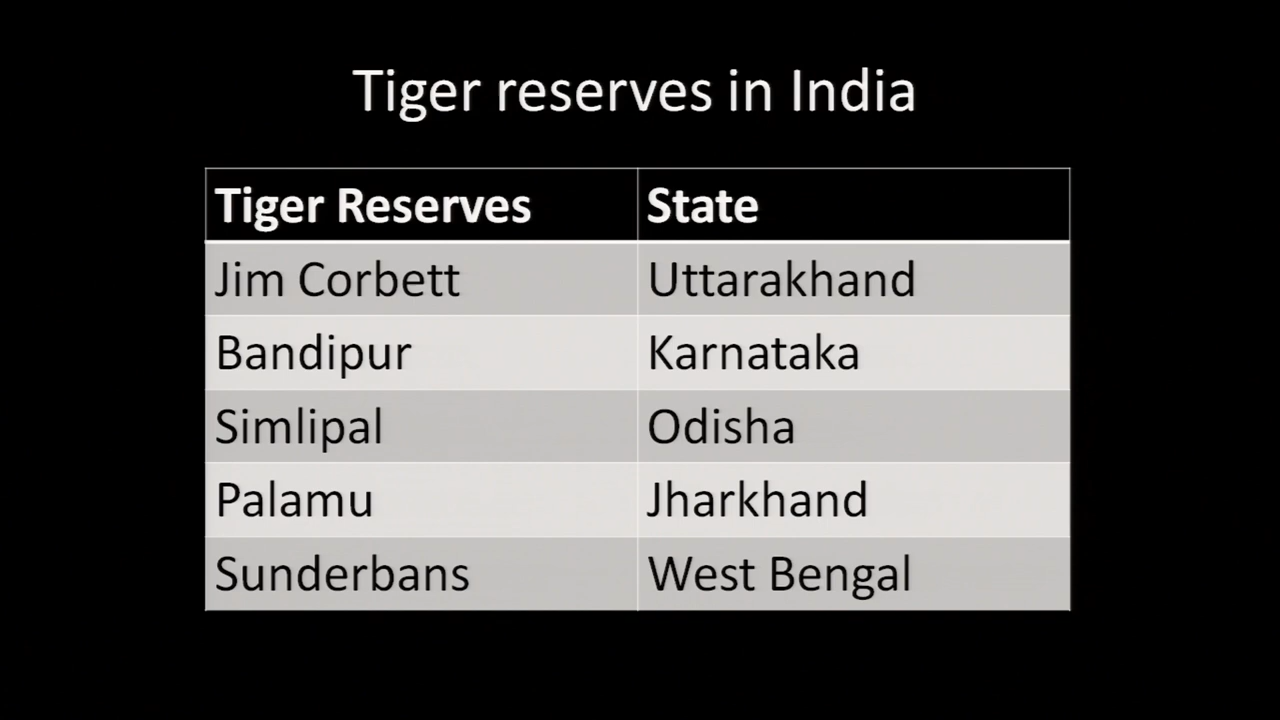 Tiger reserves in India
Tiger Reserves State
Jim Corbett Uttarakhand
Bandipur Karnataka
Simlipal Odisha
Palamu Jharkhand
Sunderbans West Bengal